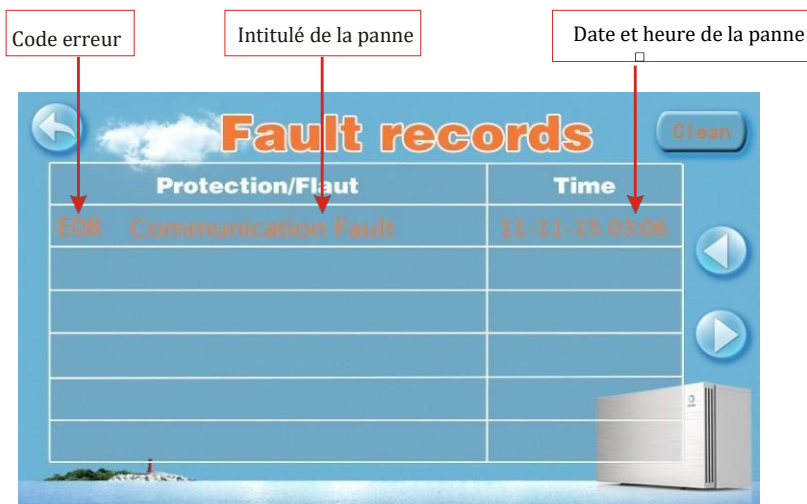 Code erreur
Intitulé de la panne
Date et heure de la panne
Fault records
Clean
Protection/Flaut
Time
E08 Communication Fault
11-11-15 03:06